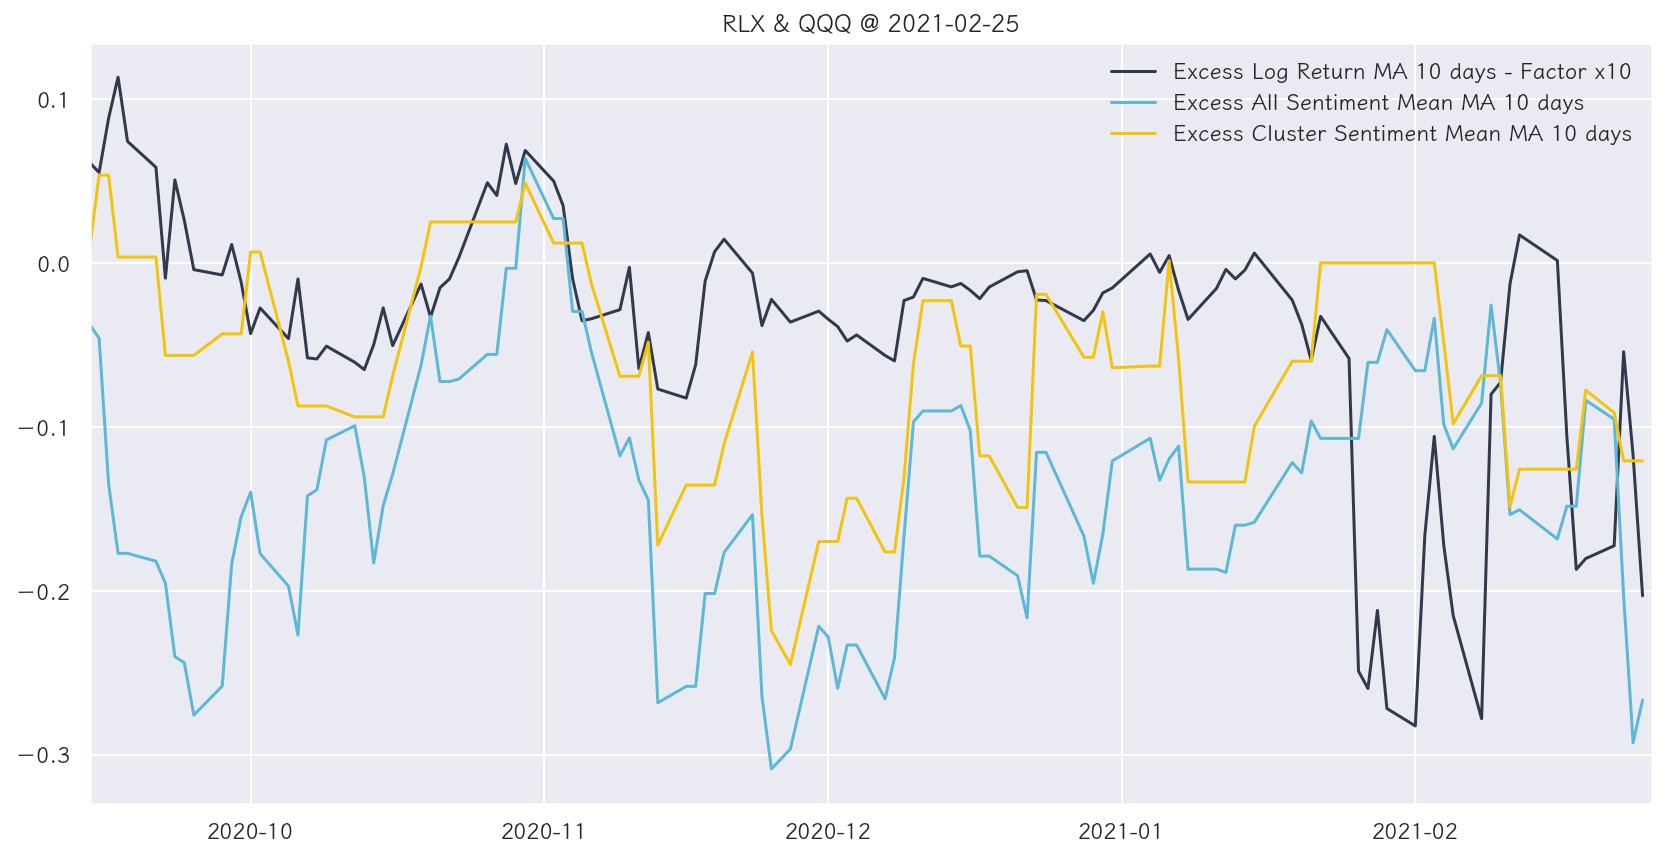 RLX & QQQ @ 2021-02-25
Excess Log Return MA 10 days - Factor x10
Excess All Sentiment Mean MA 10 days
Excess Cluster Sentiment Mean MA 10 days
0.1
0.0
−0.1
−0.2
−0.3
2020-10 2020-11 2020-12 2021-01 2021-02